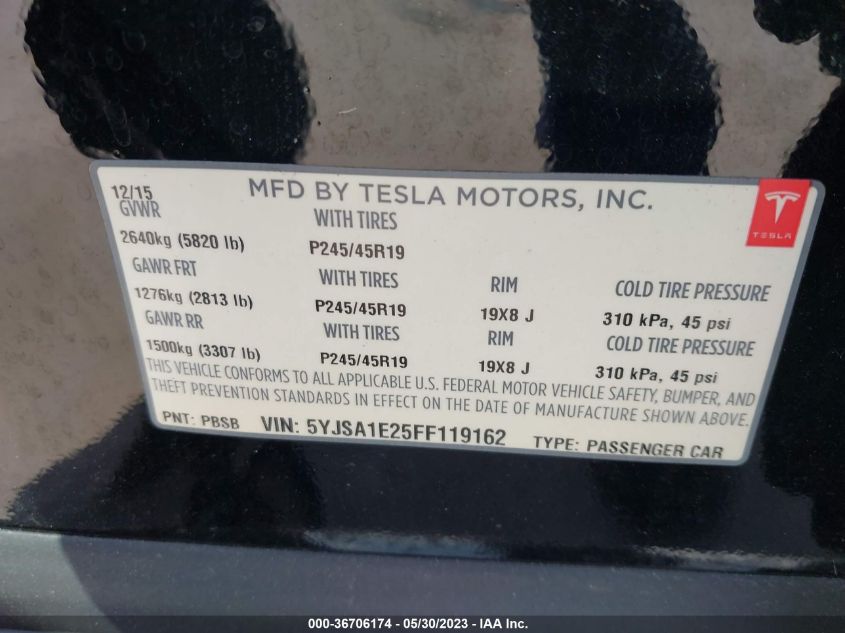 12/15 MFD BY TESLA MOTORS, INC.
TESLA
GVWR WITH TIRES
2640kg (5820 lb) P245/45R19
GAWR FRT WITH TIRES RIM COLD TIRE PRESSURE
1276kg (2813 lb) P245/45R19 19X8 J 310 kPa, 45 psi
GAWR RR WITH TIRES RIM COLD TIRE PRESSURE
1500kg (3307 lb) P245/45R19 19X8 J 310 kPa, 45 psi
THIS VEHICLE CONFORMS TO ALL APPLICABLE U.S. FEDERAL MOTOR VEHICLE SAFETY, BUMPER, AND
THEFT PREVENTION STANDARDS IN EFFECT ON THE DATE OF MANUFACTURE SHOWN ABOVE.
PNT: PBSB VIN: 5YJSA1E25FF119162 TYPE: PASSENGER CAR
000-36706174 - 05/30/2023 - IAA Inc.